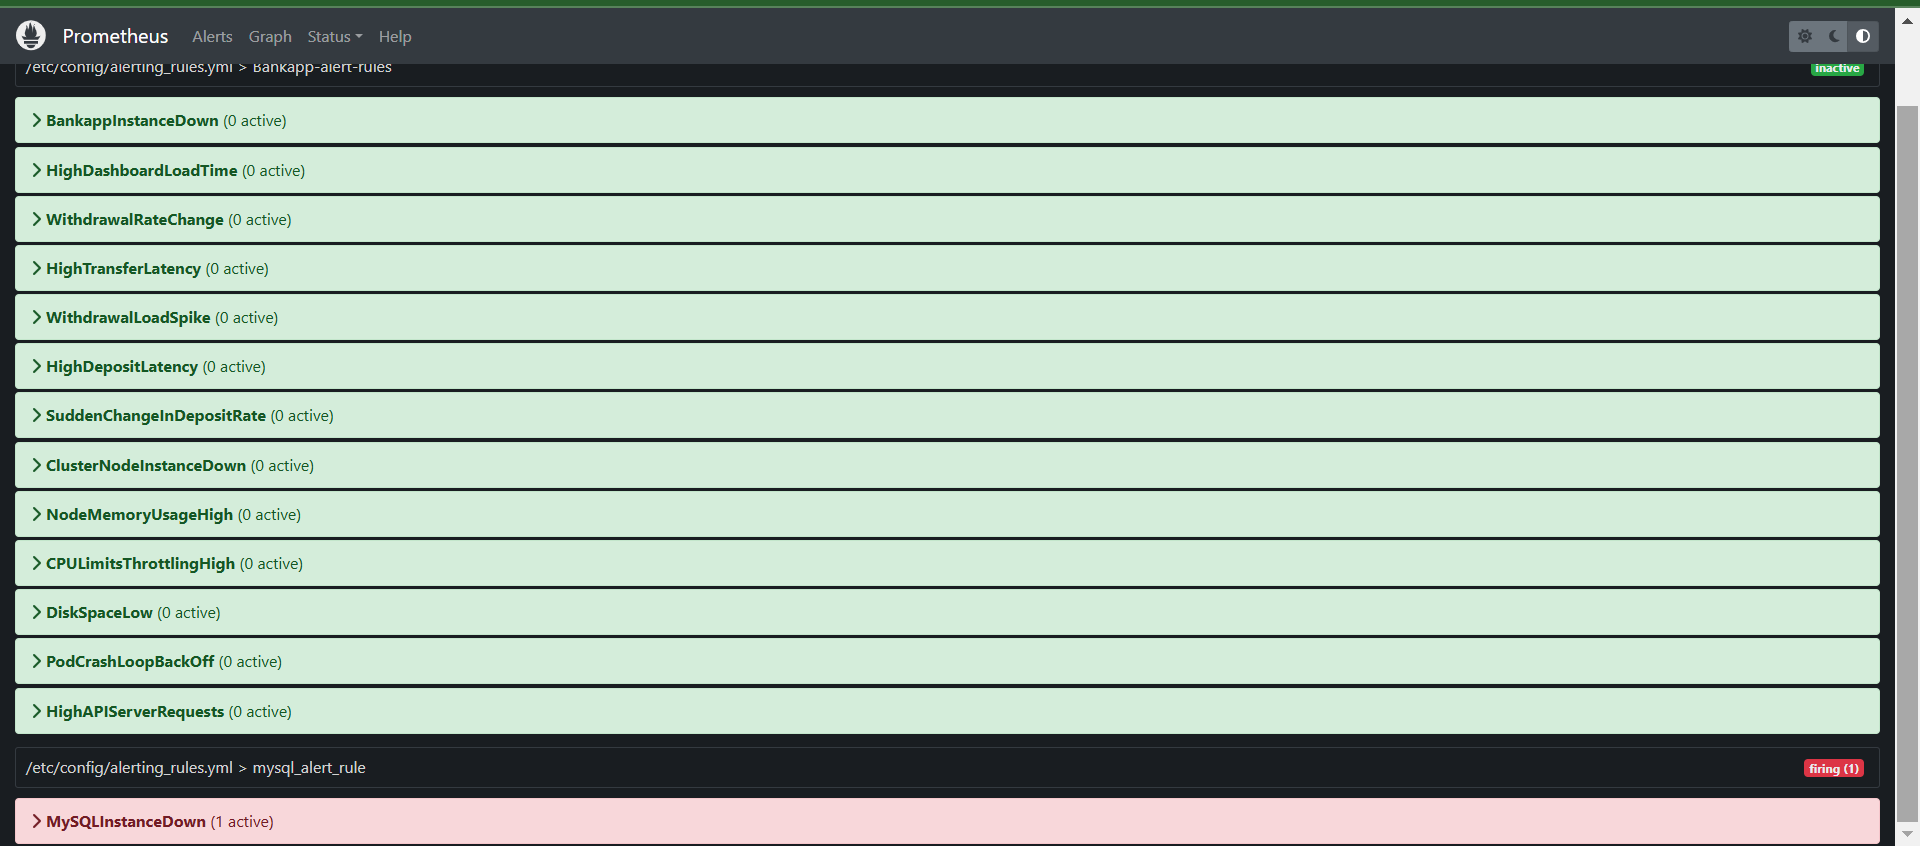 Prometheus Alerts Graph Status Help
/etc/config/alerting_rules.yml > Bankapp-alert-rules inactive
BankappInstanceDown (0 active)
HighDashboardLoadTime (0 active)
WithdrawalRateChange (0 active)
HighTransferLatency (0 active)
WithdrawalLoadSpike (0 active)
HighDepositLatency (0 active)
SuddenChangeInDepositRate (0 active)
ClusterNodeInstanceDown (0 active)
NodeMemoryUsageHigh (0 active)
CPULimitsThrottlingHigh (0 active)
DiskSpaceLow (0 active)
PodCrashLoopBackOff (0 active)
HighAPIServerRequests (0 active)
/etc/config/alerting_rules.yml > mysql_alert_rule firing (1)
MySQLInstanceDown (1 active)